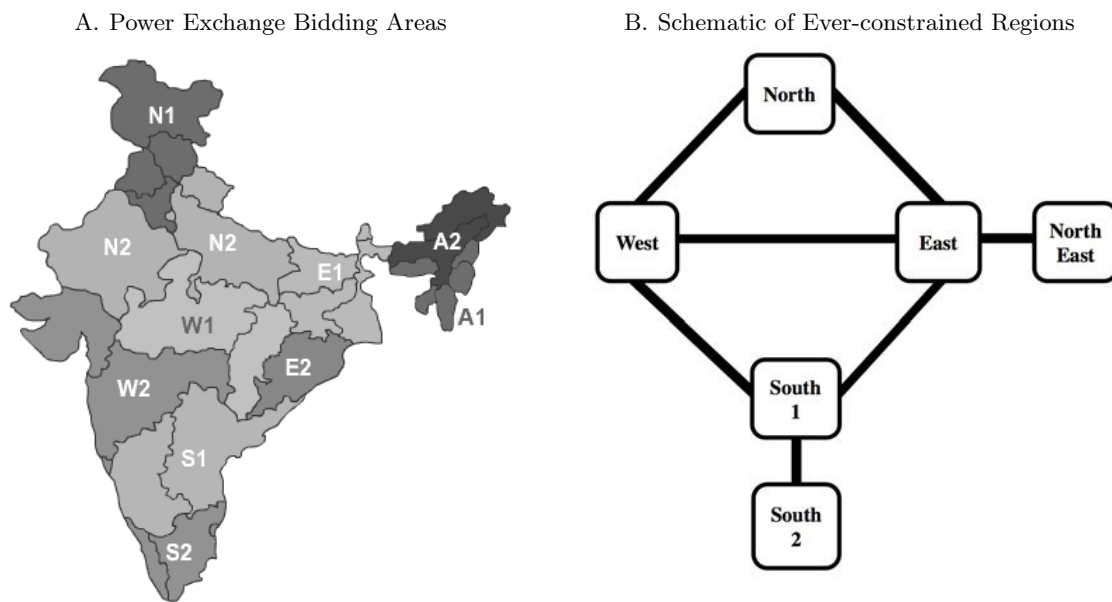 A. Power Exchange Bidding Areas
N1
N2
N2
A2
E1
A1
W1
E2
W2
S1
S2
B. Schematic of Ever-constrained Regions
North
West
East
North
East
South
1
South
2